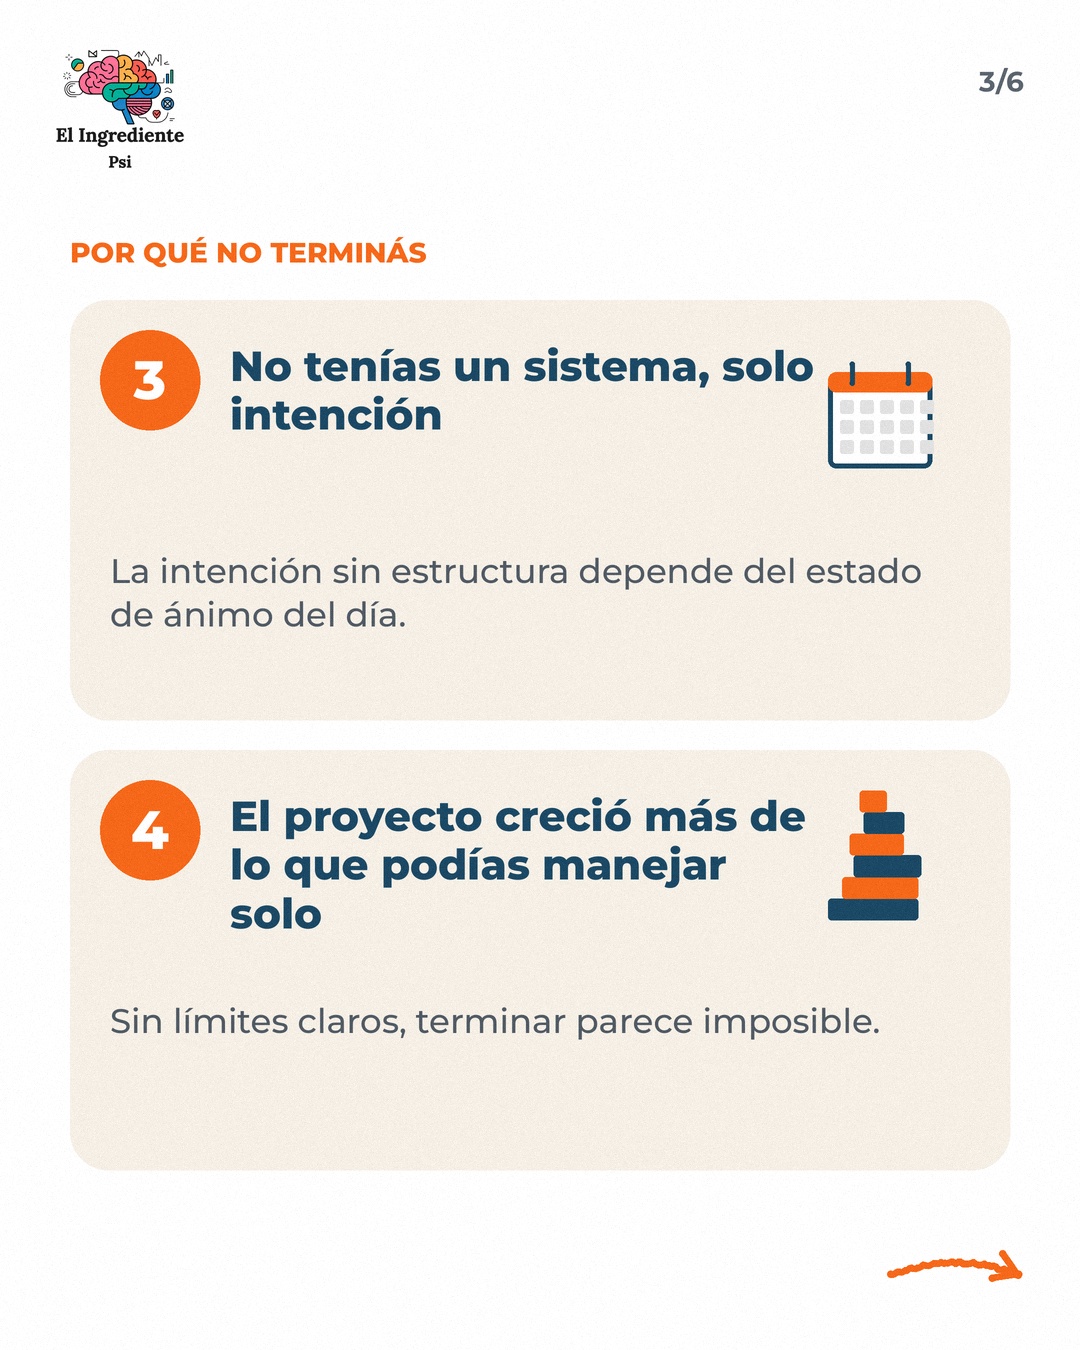 El Ingrediente
Psi
3/6
POR QUÉ NO TERMINÁS
3
No tenías un sistema, solo
intención
La intención sin estructura depende del estado
de ánimo del día.
4
El proyecto creció más de
lo que podías manejar
solo
Sin límites claros, terminar parece imposible.